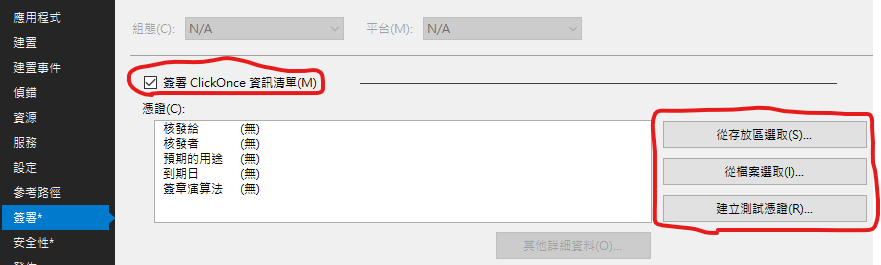 應用程式
建置
建置事件
偵錯
資源
服務
設定
參考路徑
簽署*
安全性*
組態(C): N/A 平台(M): N/A
簽署 ClickOnce 資訊清單(M)
憑證(C):
核發給 (無)
核發者 (無)
預期的用途 (無)
到期日 (無)
簽章演算法 (無)
從存放區選取(S)...
從檔案選取(I)...
建立測試憑證(R)...
其他詳細資料(O)...